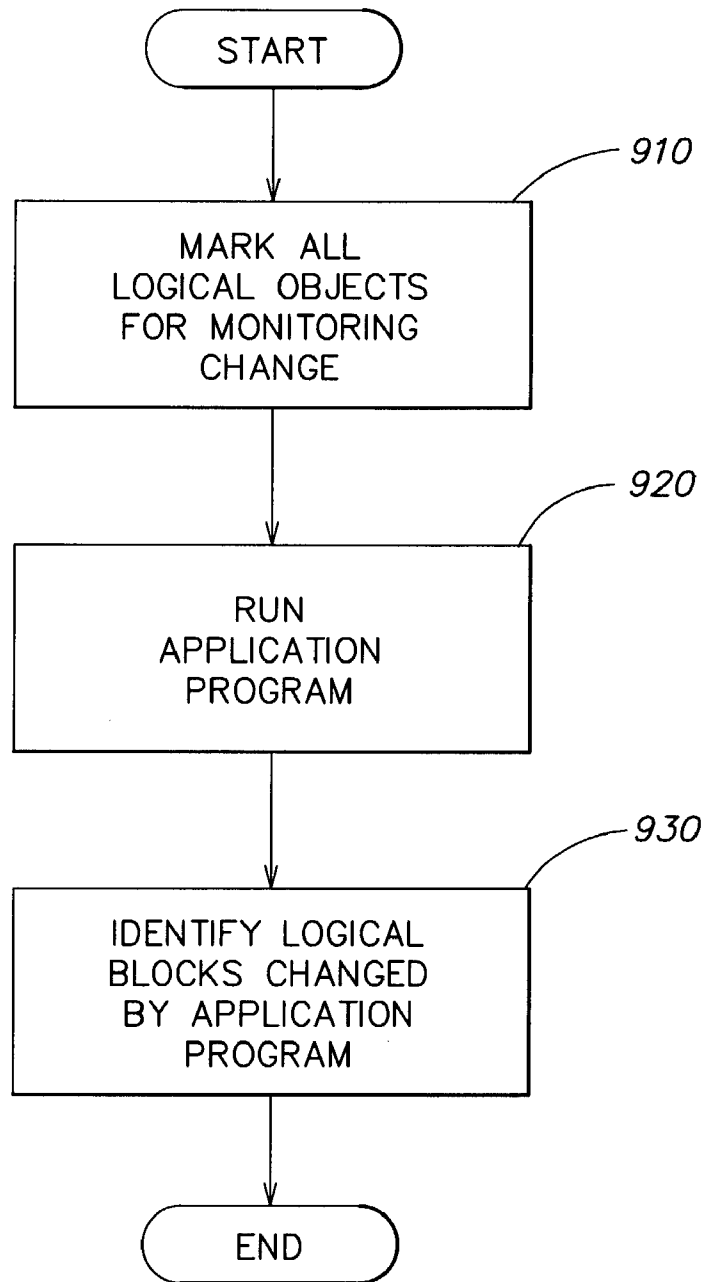 START
910
MARK ALL
LOGICAL OBJECTS
FOR MONITORING
CHANGE
920
RUN
APPLICATION
PROGRAM
930
IDENTIFY LOGICAL
BLOCKS CHANGED
BY APPLICATION
PROGRAM
END